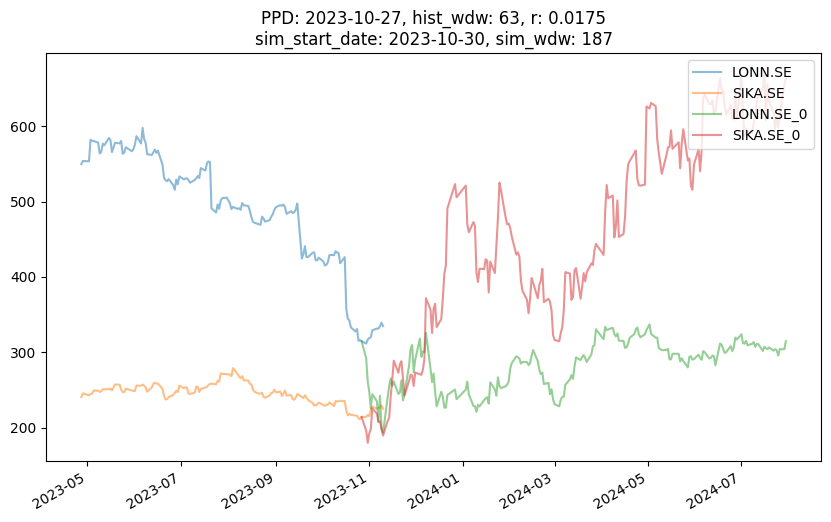 PPD: 2023-10-27, hist_wdw: 63, r: 0.0175
sim_start_date: 2023-10-30, sim_wdw: 187
LONN.SE
SIKA.SE
LONN.SE_0
SIKA.SE_0
600
500
400
300
200
2023-05
2023-07
2023-09
2023-11
2024-01
2024-03
2024-05
2024-07